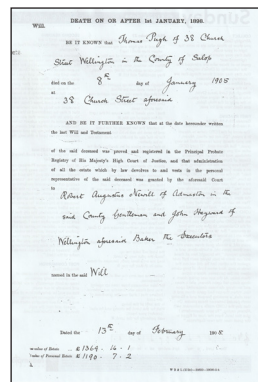 DEATH ON OR AFTER 1st JANUARY, 1898.
Will.
BE IT KNOWN that Thomas Pugh of 38 Church
Street Wellington in the County of Salop
died on the 8th day of January 1908
at
38 Church Street aforesaid
AND BE IT FURTHER KNOWN that at the date hereunder written
the last Will and Testament
of the said deceased was proved and registered in the Principal Probate
Registry of His Majesty's High Court of Justice, and that administration
of all the estate which by law devolves to and vests in the personal
representative of the said deceased was granted by the aforesaid Court
to
Robert Augustus Newill of Admaston in the
said County Gentleman and John Hayward of
Wellington aforesaid Baker the Executors
named in the said Will
Dated the 13th day of February 1908
value of Estate £1369 . 16 . 1
value of Personal Estate £1190 . 7 . 2